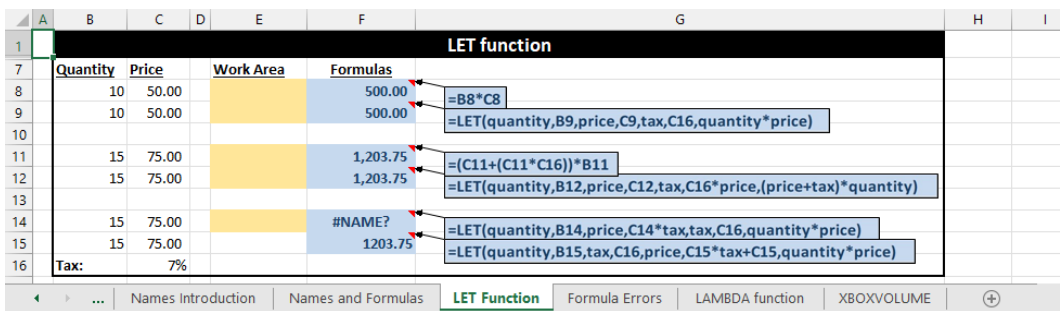 A B C D E F G H I
1 LET function
7 Quantity Price Work Area Formulas
8 10 50.00 500.00 =B8*C8
9 10 50.00 500.00 =LET(quantity,B9,price,C9,tax,C16,quantity*price)
10
11 15 75.00 1,203.75 =(C11+(C11*C16))*B11
12 15 75.00 1,203.75 =LET(quantity,B12,price,C12,tax,C16*price,(price+tax)*quantity)
13
14 15 75.00 #NAME? =LET(quantity,B14,price,C14*tax,tax,C16,quantity*price)
15 15 75.00 1203.75 =LET(quantity,B15,tax,C16,price,C15*tax+C15,quantity*price)
16 Tax: 7%
... Names Introduction Names and Formulas LET Function Formula Errors LAMBDA function XBOXVOLUME